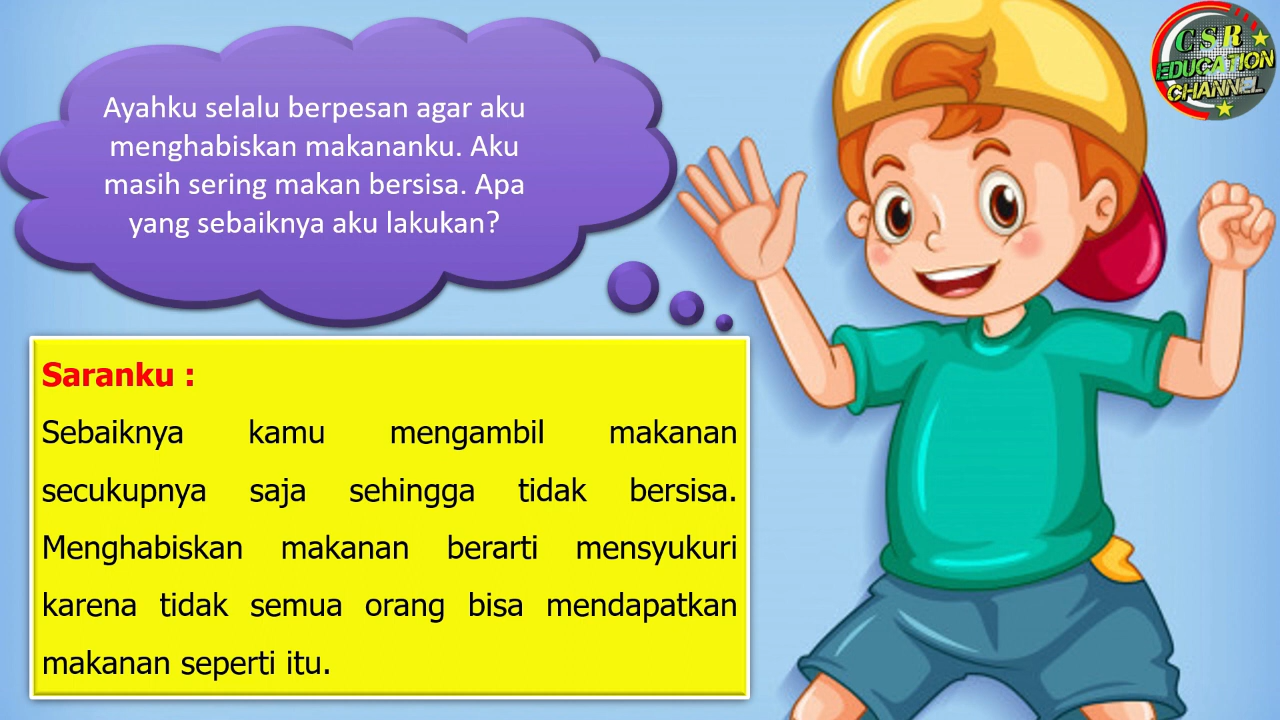 Ayahku selalu berpesan agar aku
menghabiskan makananku. Aku
masih sering makan bersisa. Apa
yang sebaiknya aku lakukan?
CSR
EDUCATION
CHANNEL
Saranku :
Sebaiknya kamu mengambil makanan
secukupnya saja sehingga tidak bersisa.
Menghabiskan makanan berarti mensyukuri
karena tidak semua orang bisa mendapatkan
makanan seperti itu.